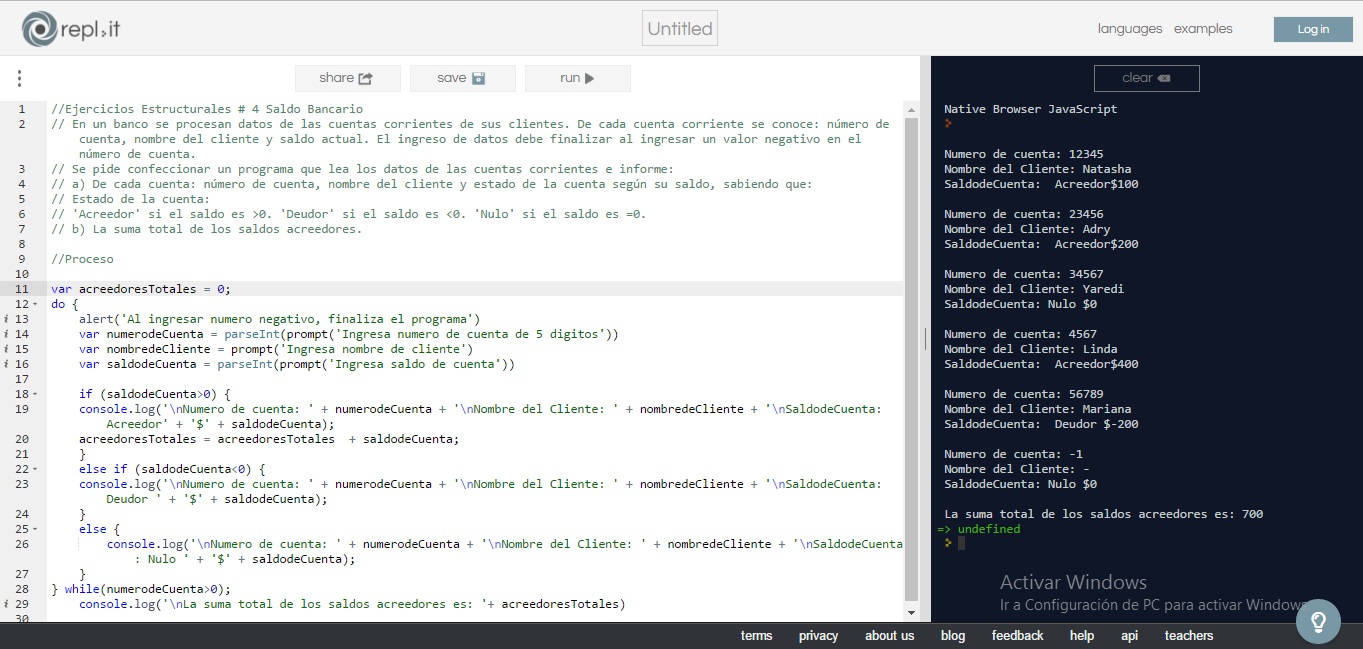 repl.it
Untitled
languages examples Log in
share save run
clear
1 //Ejercicios Estructurales # 4 Saldo Bancario
2 // En un banco se procesan datos de las cuentas corrientes de sus clientes. De cada cuenta corriente se conoce: número de
cuenta, nombre del cliente y saldo actual. El ingreso de datos debe finalizar al ingresar un valor negativo en el
número de cuenta.
3 // Se pide confeccionar un programa que lea los datos de las cuentas corrientes e informe:
4 // a) De cada cuenta: número de cuenta, nombre del cliente y estado de la cuenta según su saldo, sabiendo que:
5 // Estado de la cuenta:
6 // 'Acreedor' si el saldo es >0. 'Deudor' si el saldo es <0. 'Nulo' si el saldo es =0.
7 // b) La suma total de los saldos acreedores.
8
9 //Proceso
10
11 var acreedoresTotales = 0;
12 do {
i 13 alert('Al ingresar numero negativo, finaliza el programa')
i 14 var numerodeCuenta = parseInt(prompt('Ingresa numero de cuenta de 5 digitos'))
i 15 var nombredeCliente = prompt('Ingresa nombre de cliente')
i 16 var saldodeCuenta = parseInt(prompt('Ingresa saldo de cuenta'))
17
18 if (saldodeCuenta>0) {
19 console.log('\nNumero de cuenta: ' + numerodeCuenta + '\nNombre del Cliente: ' + nombredeCliente + '\nSaldodeCuenta:
Acreedor' + '$' + saldodeCuenta);
20 acreedoresTotales = acreedoresTotales  + saldodeCuenta;
21 }
22 else if (saldodeCuenta<0) {
23 console.log('\nNumero de cuenta: ' + numerodeCuenta + '\nNombre del Cliente: ' + nombredeCliente + '\nSaldodeCuenta:
Deudor ' + '$' + saldodeCuenta);
24 }
25 else {
26 console.log('\nNumero de cuenta: ' + numerodeCuenta + '\nNombre del Cliente: ' + nombredeCliente + '\nSaldodeCuenta
: Nulo ' + '$' + saldodeCuenta);
27 }
28 } while(numerodeCuenta>0);
i 29 console.log('\nLa suma total de los saldos acreedores es: '+ acreedoresTotales)
30
Native Browser JavaScript
>
Numero de cuenta: 12345
Nombre del Cliente: Natasha
SaldodeCuenta:  Acreedor$100
Numero de cuenta: 23456
Nombre del Cliente: Adry
SaldodeCuenta:  Acreedor$200
Numero de cuenta: 34567
Nombre del Cliente: Yaredi
SaldodeCuenta: Nulo $0
Numero de cuenta: 4567
Nombre del Cliente: Linda
SaldodeCuenta:  Acreedor$400
Numero de cuenta: 56789
Nombre del Cliente: Mariana
SaldodeCuenta:  Deudor $-200
Numero de cuenta: -1
Nombre del Cliente: -
SaldodeCuenta: Nulo $0
La suma total de los saldos acreedores es: 700
=> undefined
>
Activar Windows
Ir a Configuración de PC para activar Windows.
terms privacy about us blog feedback help api teachers